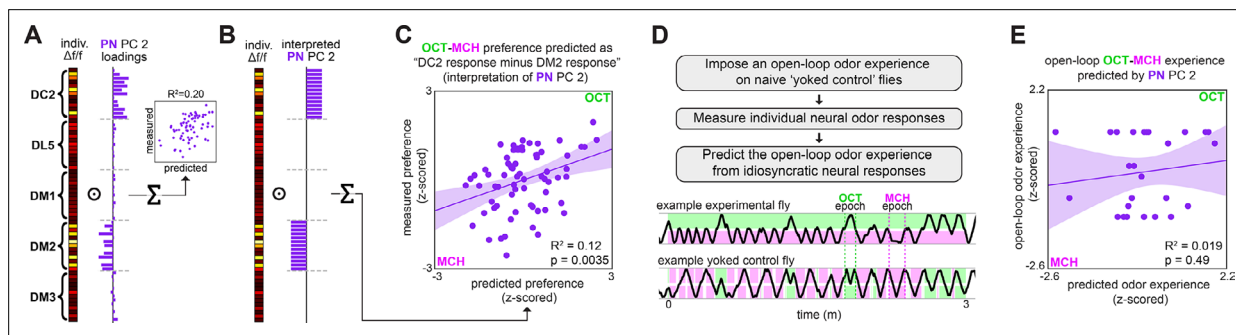 A
indiv.
Δf/f
PN PC 2
loadings
DC2
DL5
DM1
DM2
DM3
R²=0.20
measured
predicted
⊙
Σ
B
indiv.
Δf/f
interpreted
PN PC 2
⊙
Σ
C
OCT-MCH preference predicted as
“DC2 response minus DM2 response”
(interpretation of PN PC 2)
3
OCT
measured preference
(z-scored)
R² = 0.12
p = 0.0035
MCH
-3
-3
3
predicted preference
(z-scored)
D
Impose an open-loop odor experience
on naive ‘yoked control’ flies
Measure individual neural odor responses
Predict the open-loop odor experience
from idiosyncratic neural responses
OCT
epoch
MCH
epoch
example experimental fly
example yoked control fly
0
3
time (m)
E
open-loop OCT-MCH experience
predicted by PN PC 2
2.2
OCT
open-loop odor experience
(z-scored)
R² = 0.019
p = 0.49
MCH
-2.6
-2.6
2.2
predicted odor experience
(z-scored)